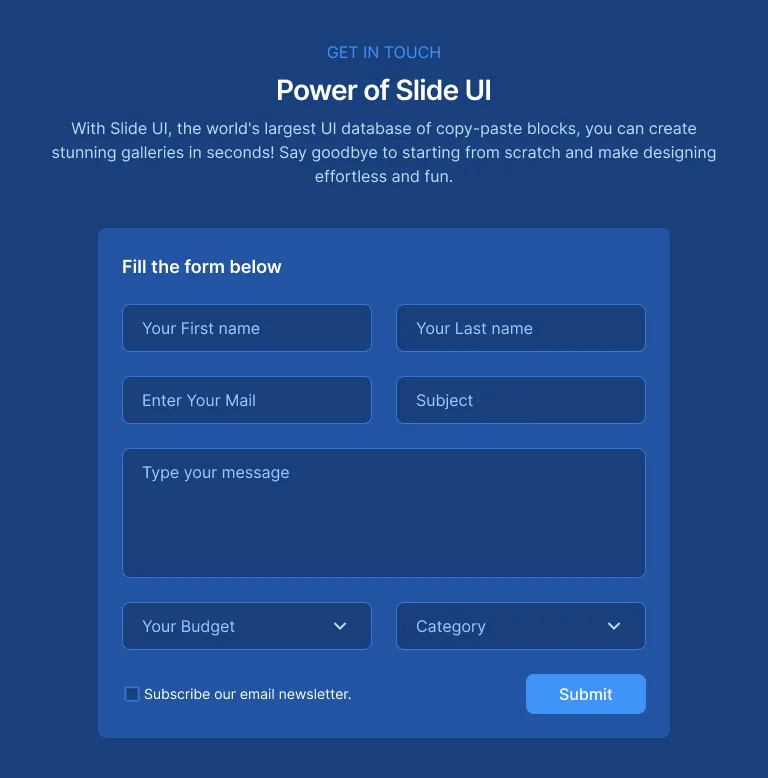 GET IN TOUCH
Power of Slide UI
With Slide UI, the world's largest UI database of copy-paste blocks, you can create
stunning galleries in seconds! Say goodbye to starting from scratch and make designing
effortless and fun.
Fill the form below
Your First name
Your Last name
Enter Your Mail
Subject
Type your message
Your Budget
Category
Subscribe our email newsletter.
Submit